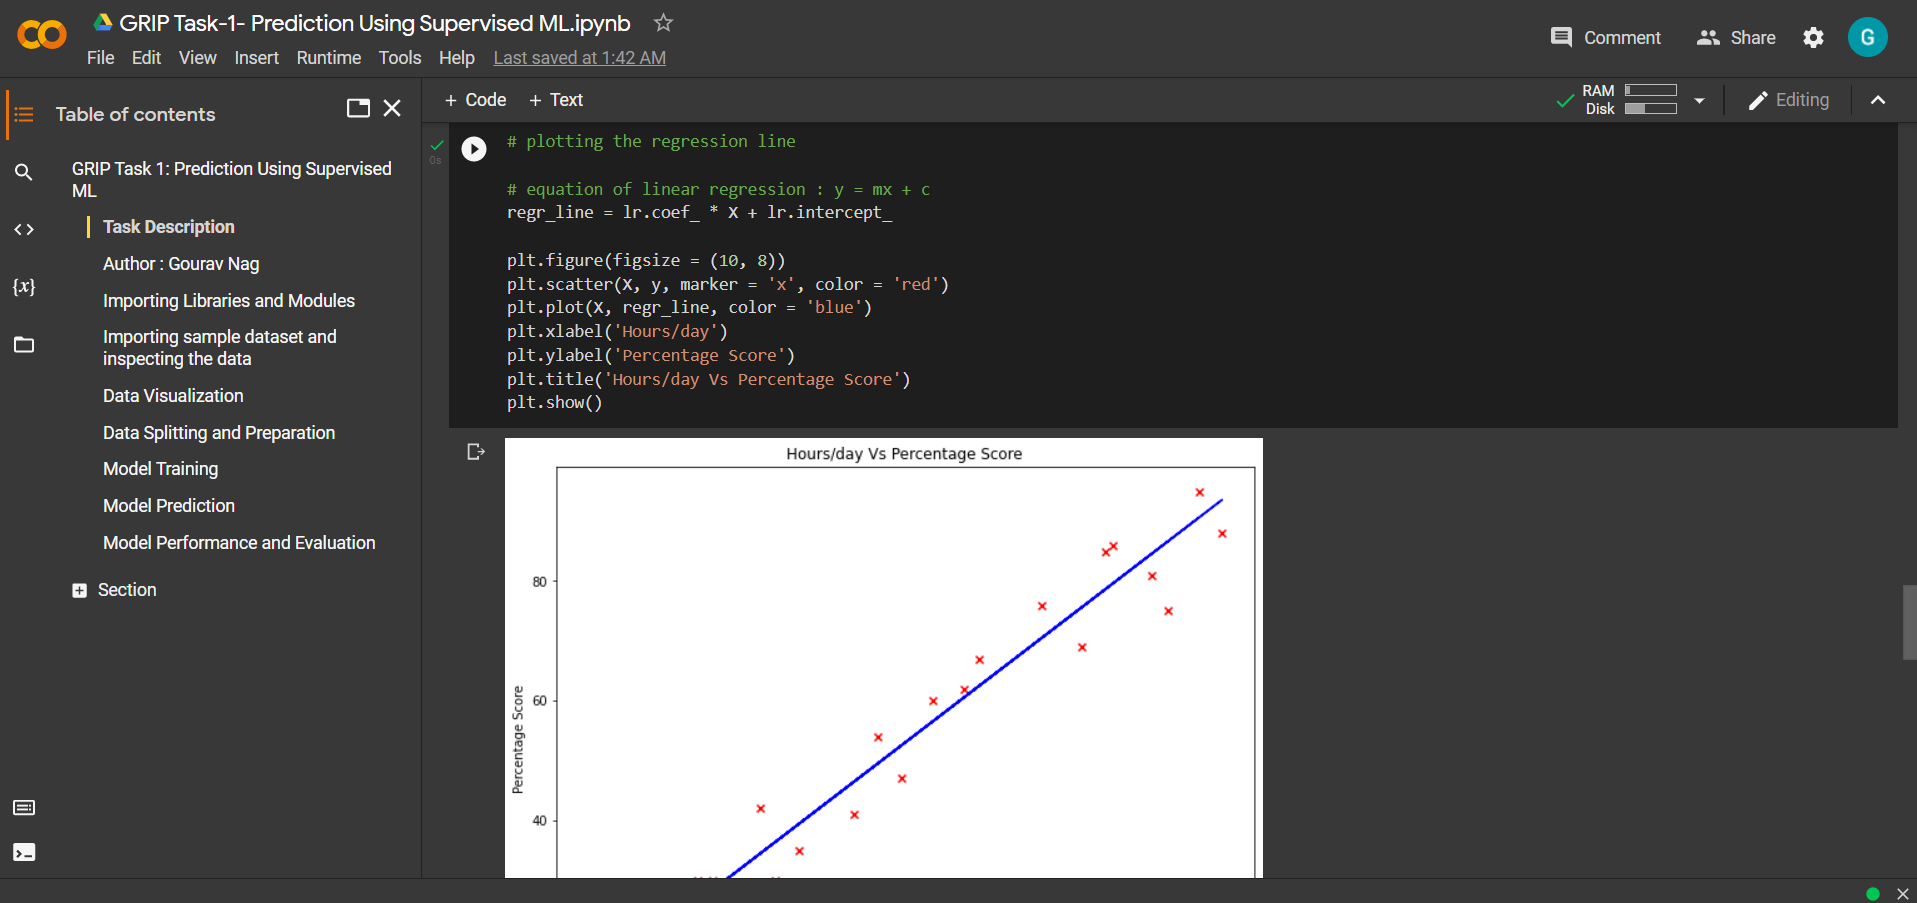 GRIP Task-1- Prediction Using Supervised ML.ipynb
File Edit View Insert Runtime Tools Help Last saved at 1:42 AM
Comment Share G
Table of contents
GRIP Task 1: Prediction Using Supervised
ML
Task Description
Author : Gourav Nag
Importing Libraries and Modules
Importing sample dataset and
inspecting the data
Data Visualization
Data Splitting and Preparation
Model Training
Model Prediction
Model Performance and Evaluation
Section
{x}
+ Code + Text
RAM
Disk
Editing
0s
# plotting the regression line
# equation of linear regression : y = mx + c
regr_line = lr.coef_ * X + lr.intercept_
plt.figure(figsize = (10, 8))
plt.scatter(X, y, marker = 'x', color = 'red')
plt.plot(X, regr_line, color = 'blue')
plt.xlabel('Hours/day')
plt.ylabel('Percentage Score')
plt.title('Hours/day Vs Percentage Score')
plt.show()
Hours/day Vs Percentage Score
80
60
40
Percentage Score